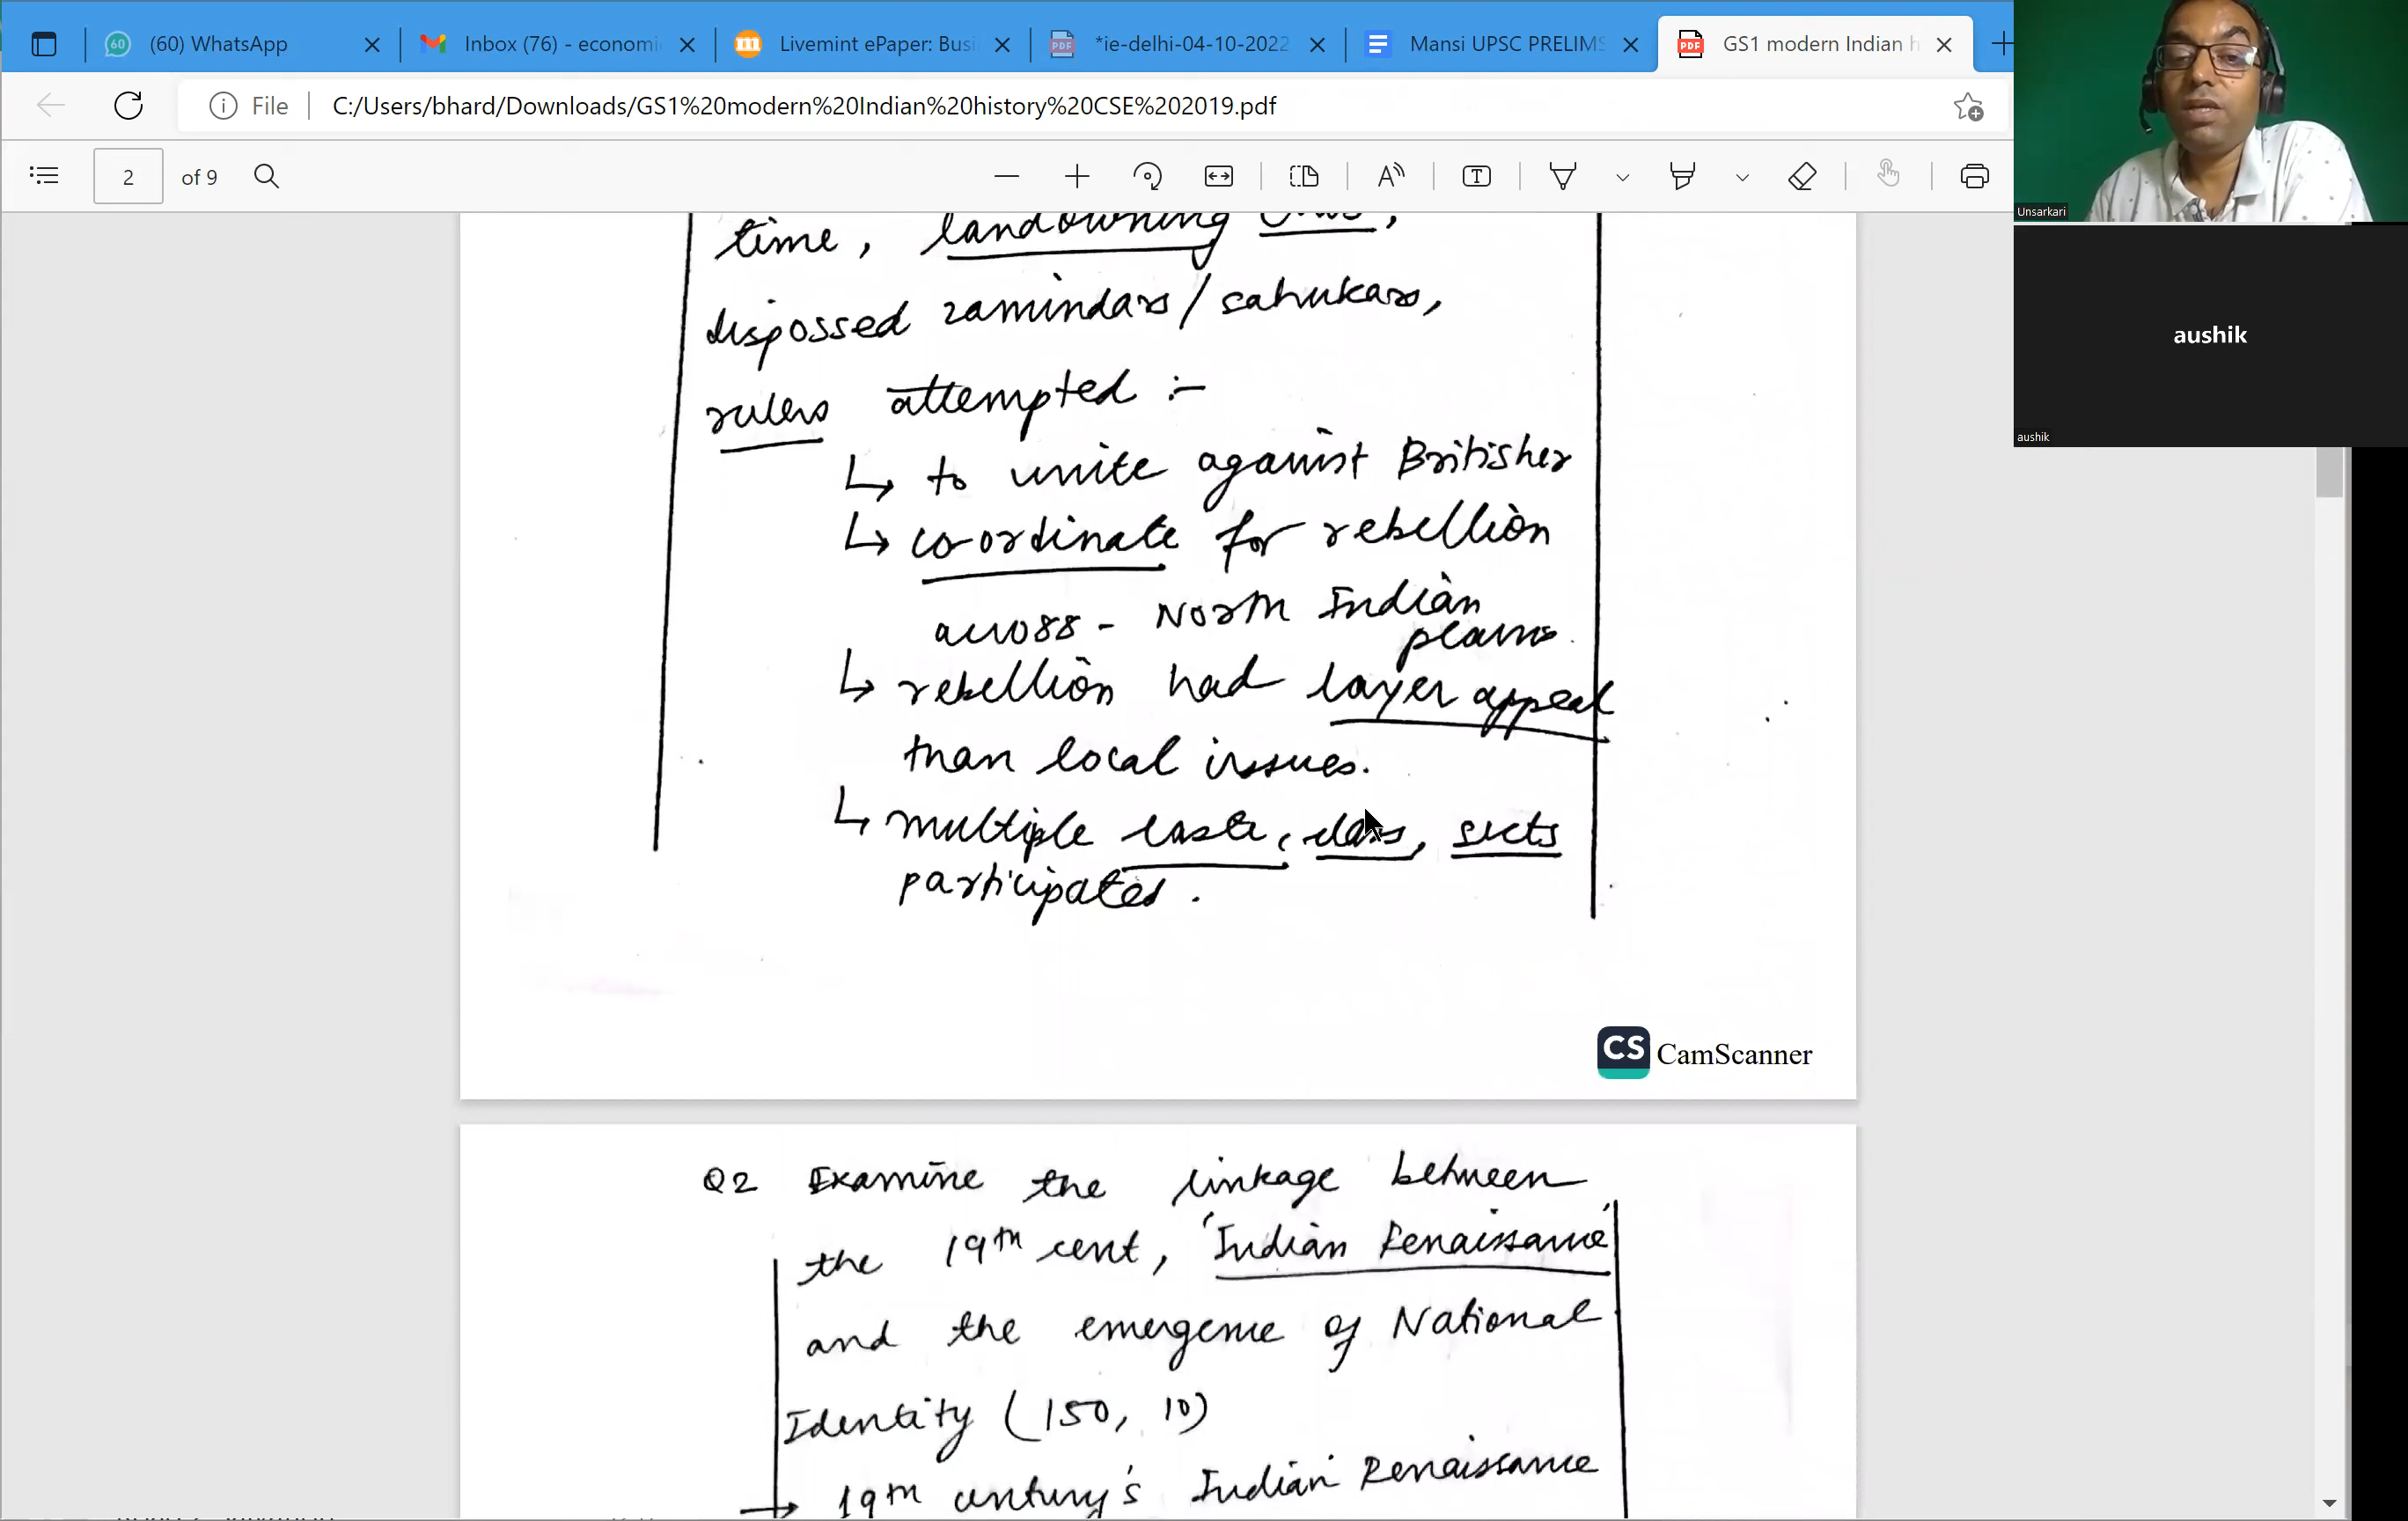 (60) WhatsApp
Inbox (76) - economi
Livemint ePaper: Busi
*ie-delhi-04-10-2022
Mansi UPSC PRELIMS
GS1 modern Indian h
File
C:/Users/bhard/Downloads/GS1%20modern%20Indian%20history%20CSE%202019.pdf
2 of 9
Unsarkari
aushik
aushik
time, landowning
dispossed zamindars / sahukars,
rulers attempted :-
↳ to unite against Britisher
↳ co-ordinate for rebellion
across - North Indian
plains.
↳ rebellion had layer appeal
than local issues.
↳ multiple caste, class, sects
participated.
CS CamScanner
Q2 Examine the linkage between
the 19th cent, 'Indian Renaissance'
and the emergence of National
Identity (150, 10)
→ 19th century's Indian Renaissance